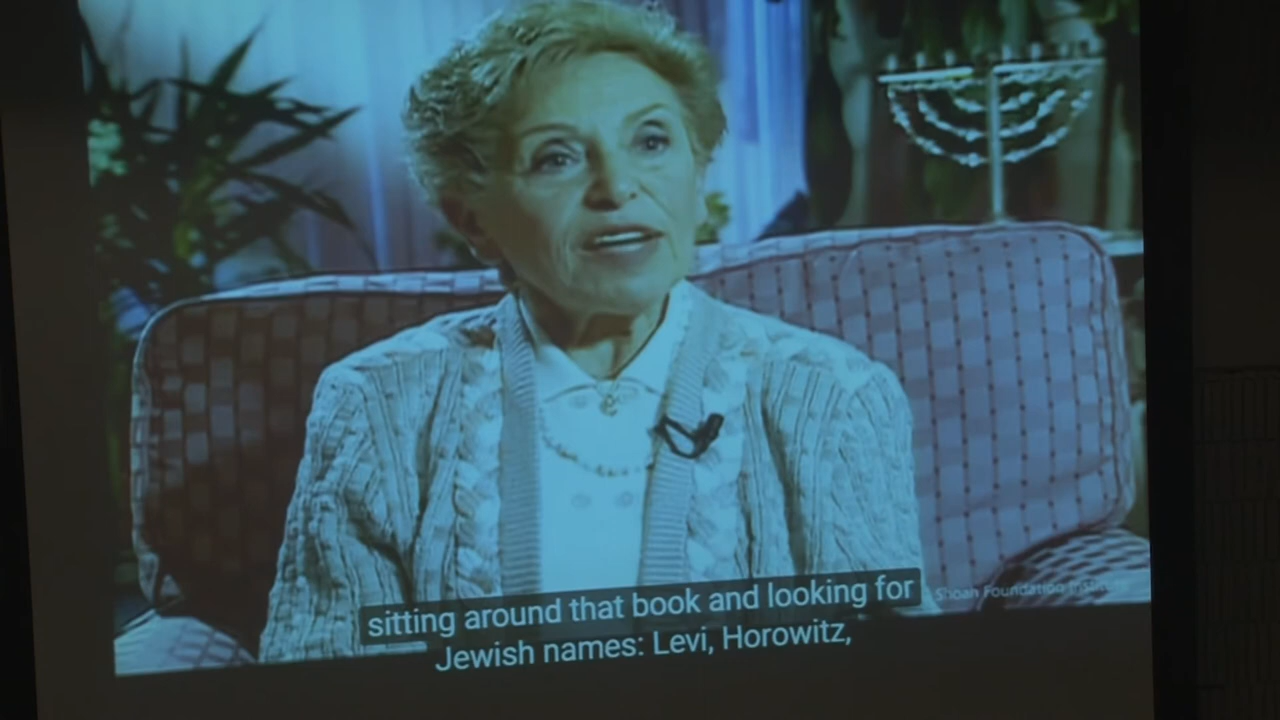 Shoah Foundation
sitting around that book and looking for
Jewish names: Levi, Horowitz,